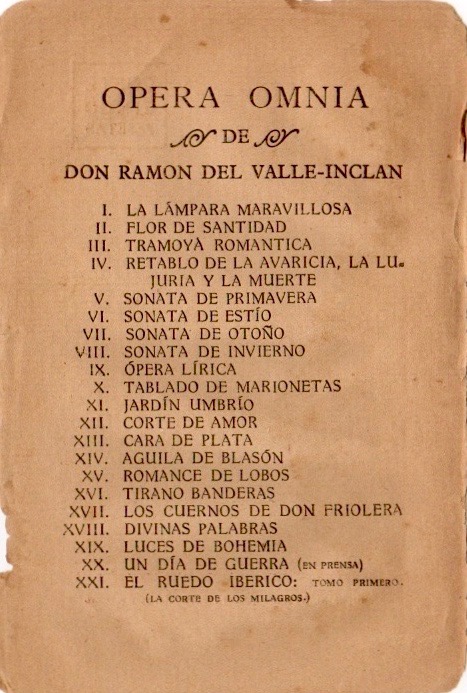 OPERA OMNIA
DE
DON RAMON DEL VALLE-INCLAN
I. LA LÁMPARA MARAVILLOSA
II. FLOR DE SANTIDAD
III. TRAMOYA ROMANTICA
IV. RETABLO DE LA AVARICIA, LA LU-
JURIA Y LA MUERTE
V. SONATA DE PRIMAVERA
VI. SONATA DE ESTÍO
VII. SONATA DE OTOÑO
VIII. SONATA DE INVIERNO
IX. ÓPERA LÍRICA
X. TABLADO DE MARIONETAS
XI. JARDÍN UMBRÍO
XII. CORTE DE AMOR
XIII. CARA DE PLATA
XIV. AGUILA DE BLASÓN
XV. ROMANCE DE LOBOS
XVI. TIRANO BANDERAS
XVII. LOS CUERNOS DE DON FRIOLERA
XVIII. DIVINAS PALABRAS
XIX. LUCES DE BOHEMIA
XX. UN DÍA DE GUERRA (EN PRENSA)
XXI. EL RUEDO IBERICO: TOMO PRIMERO.
(LA CORTE DE LOS MILAGROS.)